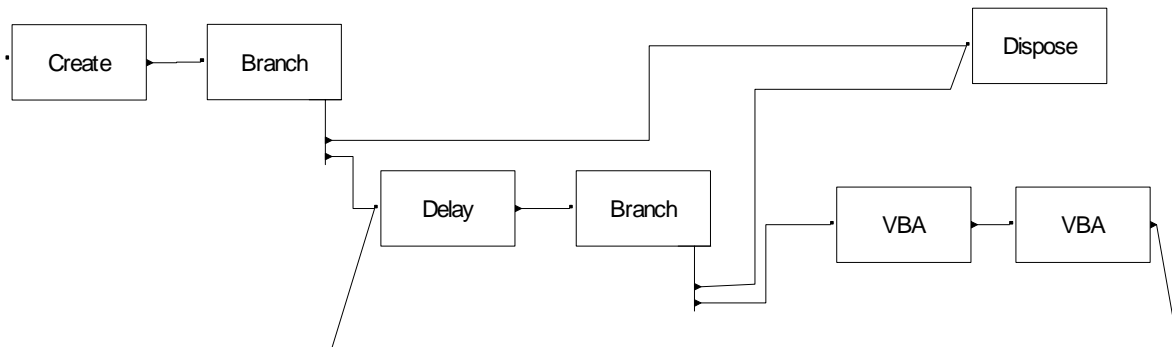 Create
Branch
Dispose
Delay
Branch
VBA
VBA